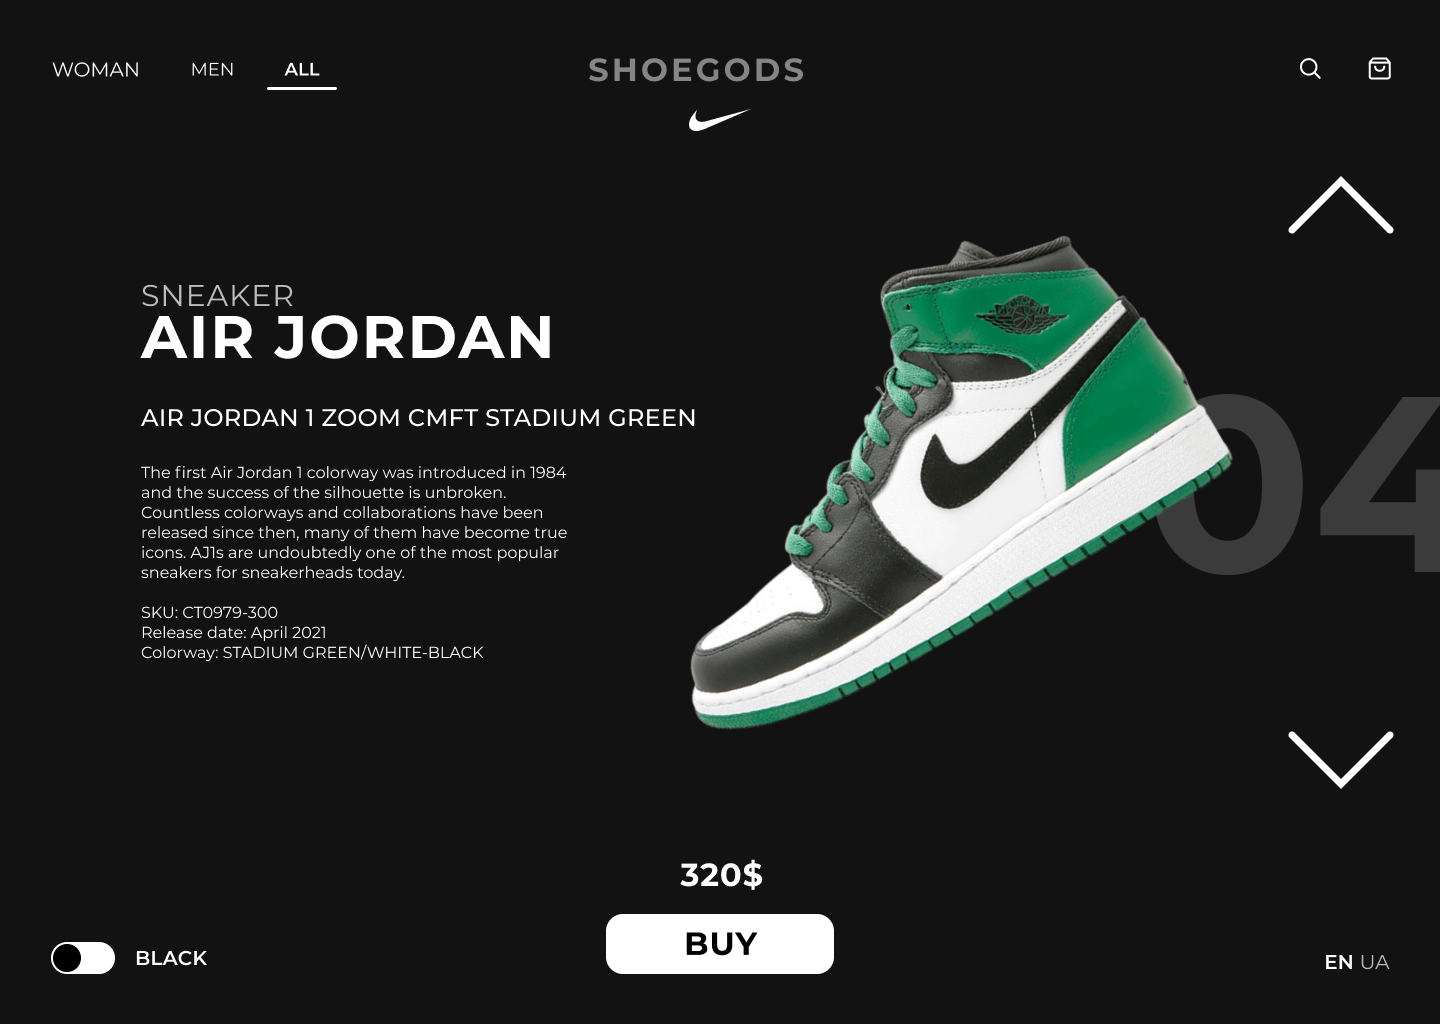 WOMAN MEN ALL SHOEGODS
SNEAKER
AIR JORDAN
AIR JORDAN 1 ZOOM CMFT STADIUM GREEN
The first Air Jordan 1 colorway was introduced in 1984
and the success of the silhouette is unbroken.
Countless colorways and collaborations have been
released since then, many of them have become true
icons. AJ1s are undoubtedly one of the most popular
sneakers for sneakerheads today.
SKU: CT0979-300
Release date: April 2021
Colorway: STADIUM GREEN/WHITE-BLACK
04
320$
BUY
BLACK
EN UA